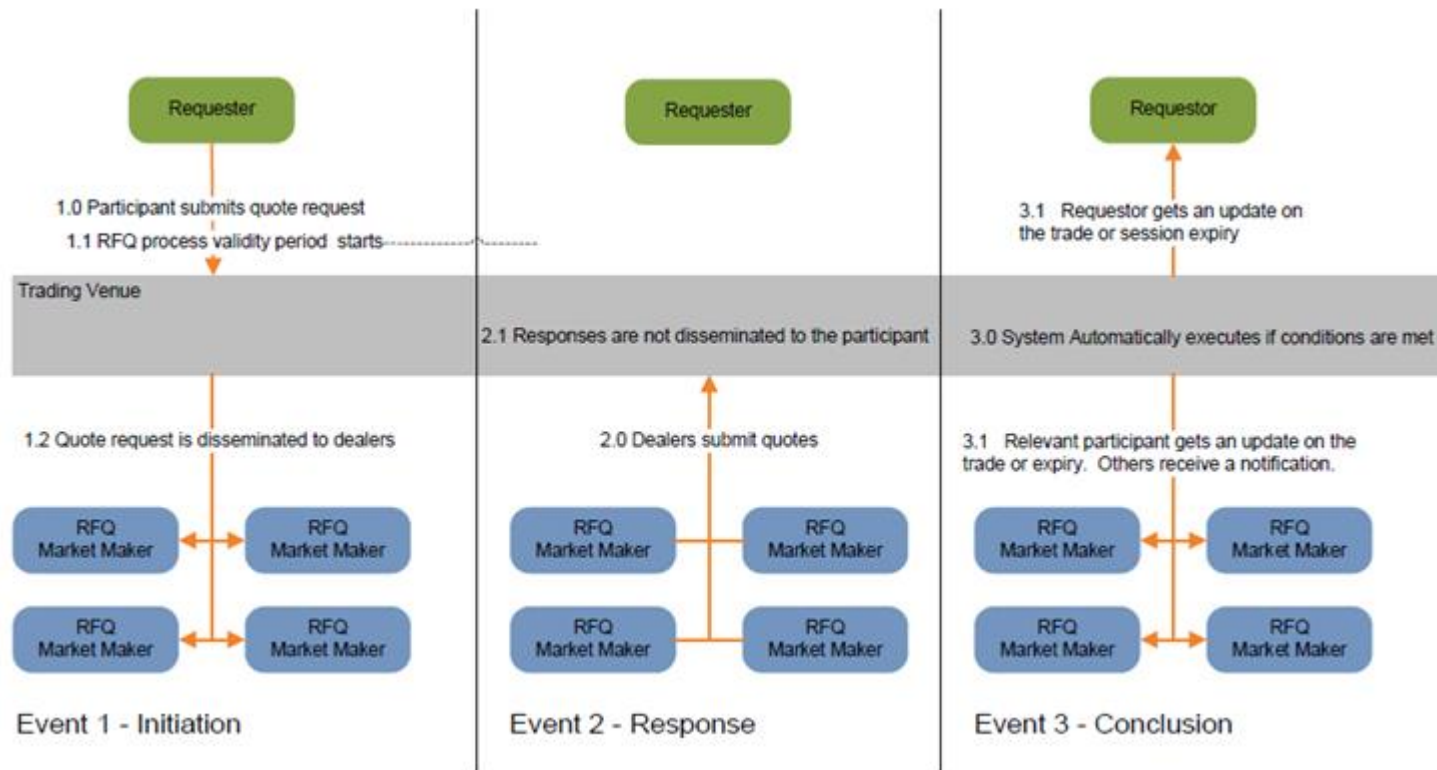 Requester
1.0 Participant submits quote request
1.1 RFQ process validity period starts
Trading Venue
1.2 Quote request is disseminated to dealers
RFQ
Market Maker
RFQ
Market Maker
RFQ
Market Maker
RFQ
Market Maker
Event 1 - Initiation
Requester
2.1 Responses are not disseminated to the participant
2.0 Dealers submit quotes
RFQ
Market Maker
RFQ
Market Maker
RFQ
Market Maker
RFQ
Market Maker
Event 2 - Response
Requestor
3.1 Requestor gets an update on
the trade or session expiry
3.0 System Automatically executes if conditions are met
3.1 Relevant participant gets an update on the
trade or expiry. Others receive a notification.
RFQ
Market Maker
RFQ
Market Maker
RFQ
Market Maker
RFQ
Market Maker
Event 3 - Conclusion